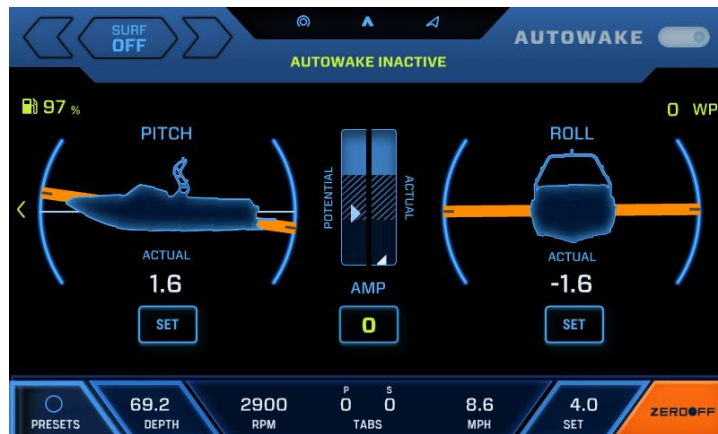 SURF
OFF
AUTOWAKE
AUTOWAKE INACTIVE
97 %
0 WP
PITCH
ROLL
POTENTIAL
ACTUAL
ACTUAL
1.6
SET
AMP
0
ACTUAL
-1.6
SET
PRESETS
69.2
DEPTH
2900
RPM
P S
0 0
TABS
8.6
MPH
4.0
SET
ZEROOFF